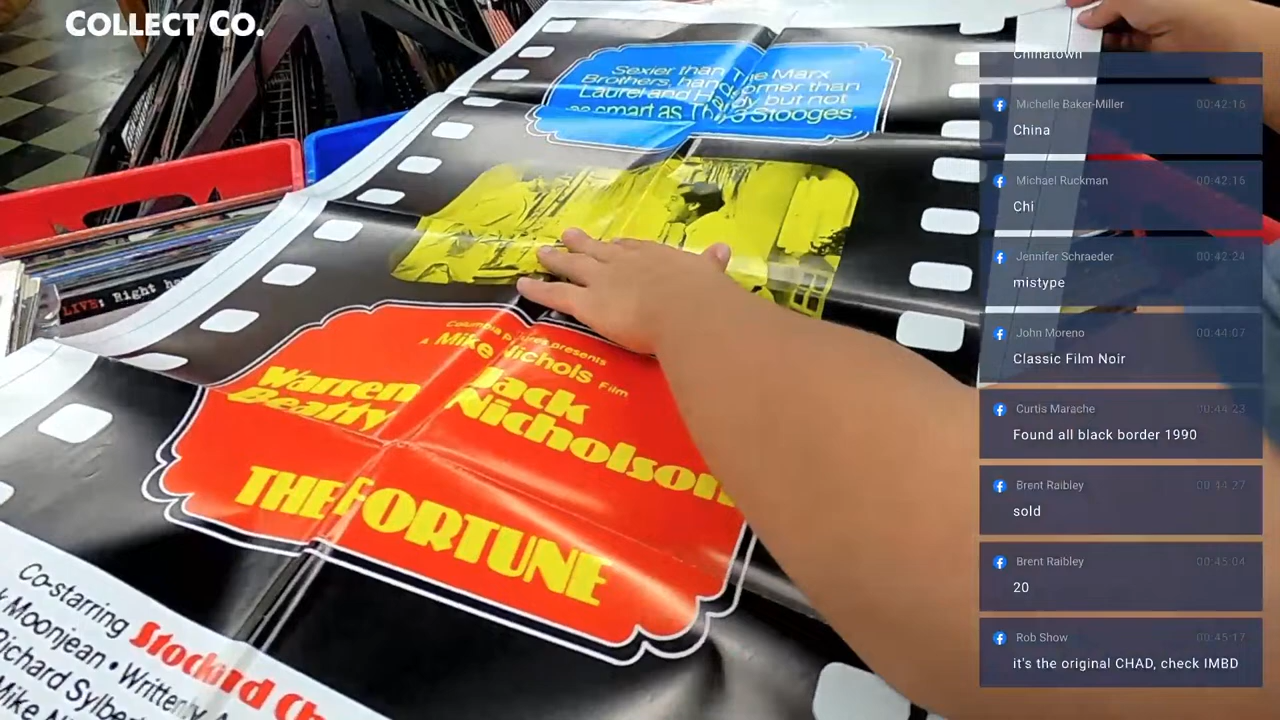 COLLECT CO.
Sexier than The Marx
Brothers, handsomer than
Laurel and Hardy but not
as smart as The 3 Stooges.
LIVE: Right
Columbia Pictures presents
A Mike Nichols Film
Warren
Beatty
Jack
Nicholson
THE FORTUNE
Co-starring Stockard
Moonjean • Written
Richard Sylbert
Mike
Chinatown
Michelle Baker-Miller 00:42:15
China
Michael Ruckman 00:42:16
Chi
Jennifer Schraeder 00:42:24
mistype
John Moreno 00:44:07
Classic Film Noir
Curtis Marache 00:44:23
Found all black border 1990
Brent Raibley 00:44:27
sold
Brent Raibley 00:45:04
20
Rob Show 00:45:17
it's the original CHAD, check IMBD